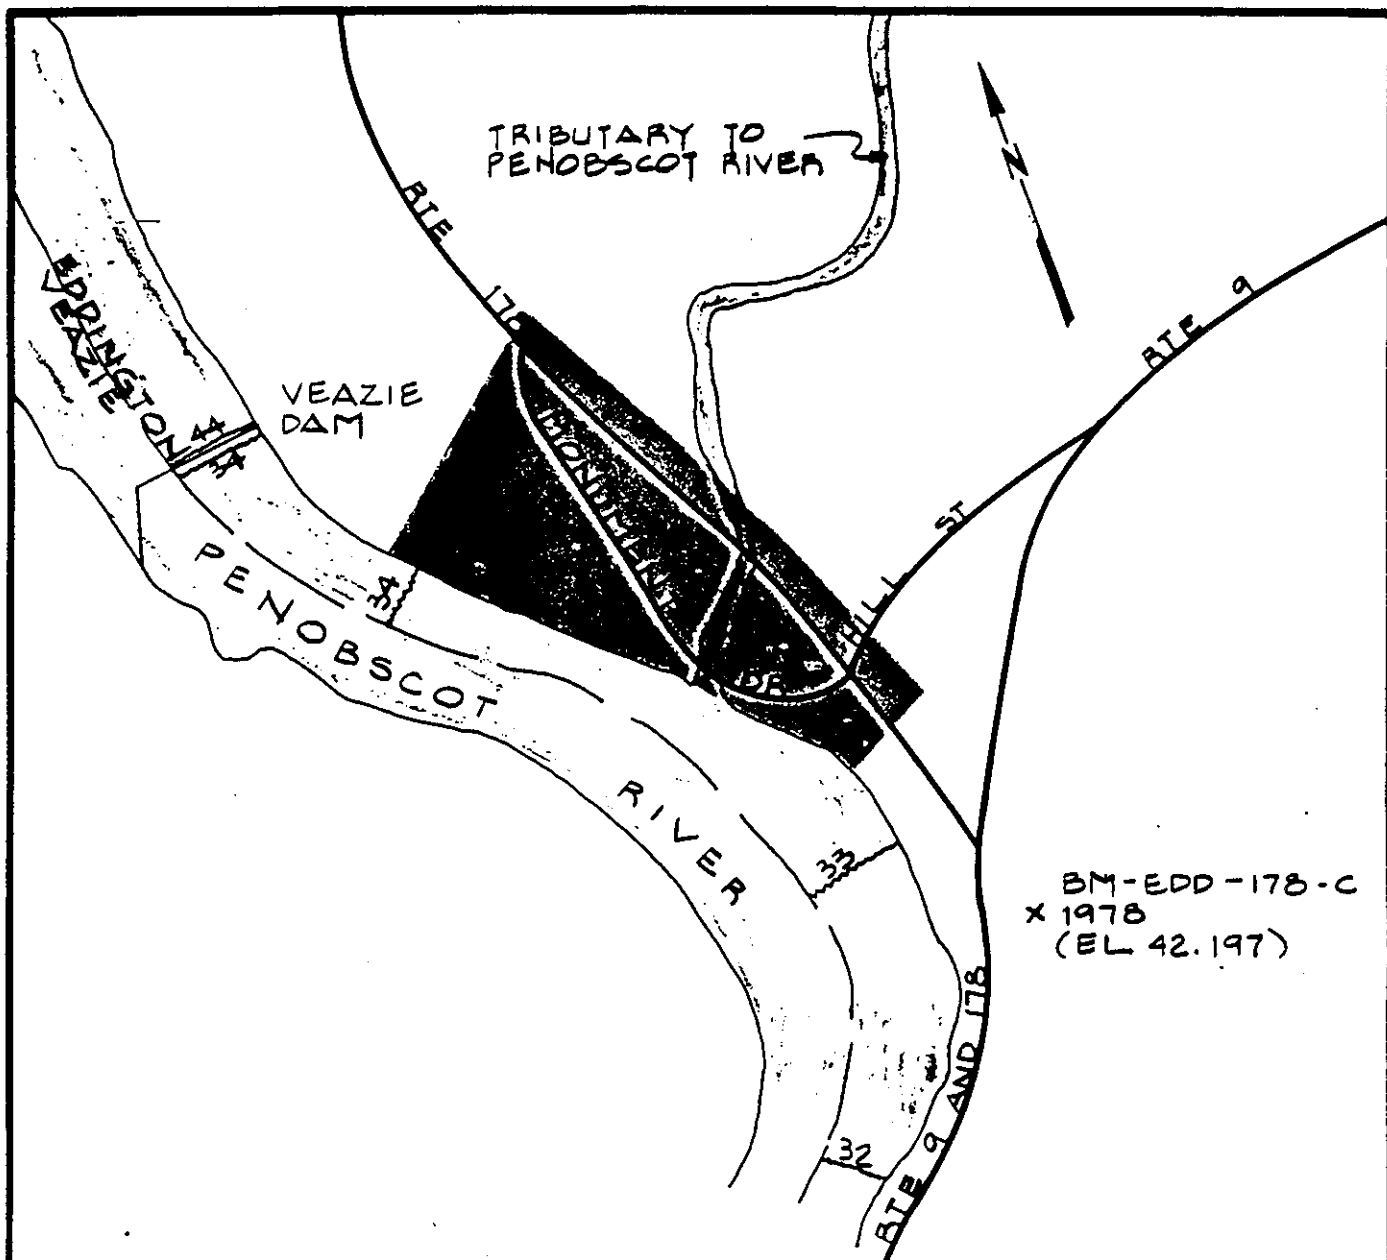 TRIBUTARY TO
PENOBSCOT RIVER
N
RTE 178
RTE 9
EDDINGTON
VEAZIE
44
34
VEAZIE
DAM
MONUMENT DR
HILL ST
34
PENOBSCOT RIVER
33
BM-EDD-178-C
X 1978
(EL 42.197)
32
RTE 9 AND 178